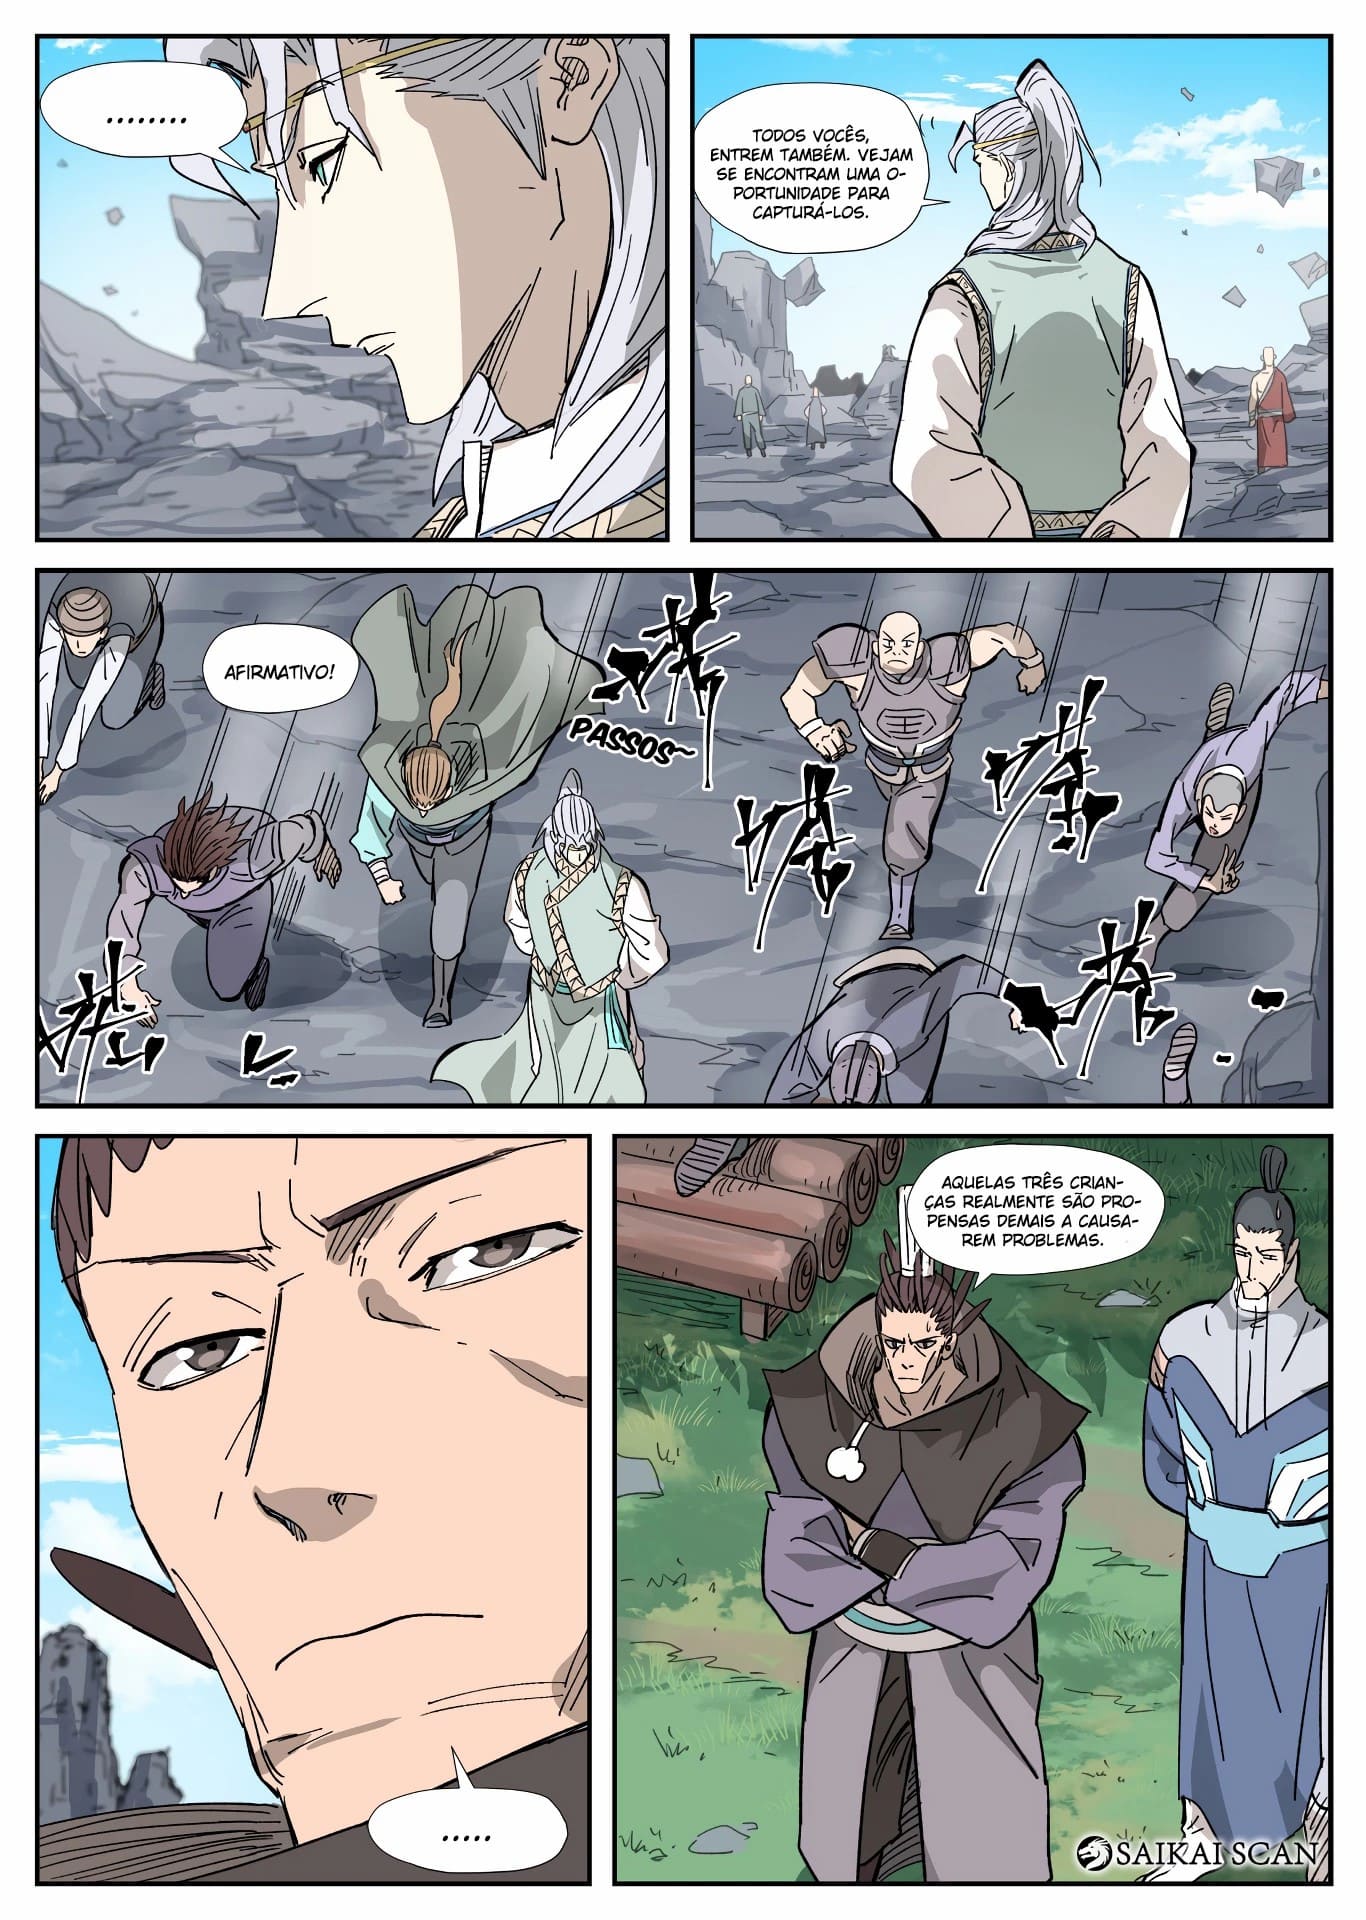 ........
TODOS VOCÊS,
ENTREM TAMBÉM. VEJAM
SE ENCONTRAM UMA O-
PORTUNIDADE PARA
CAPTURÁ-LOS.
AFIRMATIVO!
PASSOS~
.....
AQUELAS TRÊS CRIAN-
ÇAS REALMENTE SÃO PRO-
PENSAS DEMAIS A CAUSA-
REM PROBLEMAS.
SAIKAI SCAN